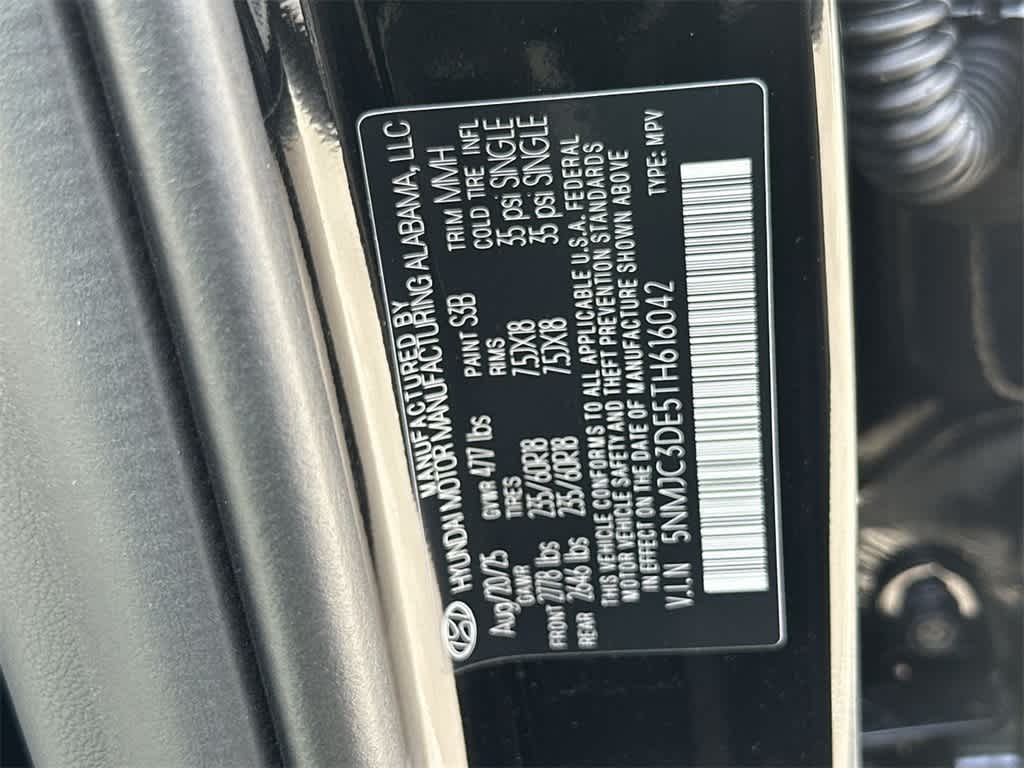 MANUFACTURED BY
HYUNDAI MOTOR MANUFACTURING ALABAMA, LLC
Aug/20/25 GVWR 4717 lbs PAINT S3B TRIM MMH
GAWR TIRES RIMS COLD TIRE INFL
FRONT 2778 lbs 235/60R18 7.5JX18 35 psi SINGLE
REAR 2646 lbs 235/60R18 7.5JX18 35 psi SINGLE
THIS VEHICLE CONFORMS TO ALL APPLICABLE U.S.A. FEDERAL
MOTOR VEHICLE SAFETY AND THEFT PREVENTION STANDARDS
IN EFFECT ON THE DATE OF MANUFACTURE SHOWN ABOVE
V.I.N 5NMJC3DE5TH616042 TYPE: MPV